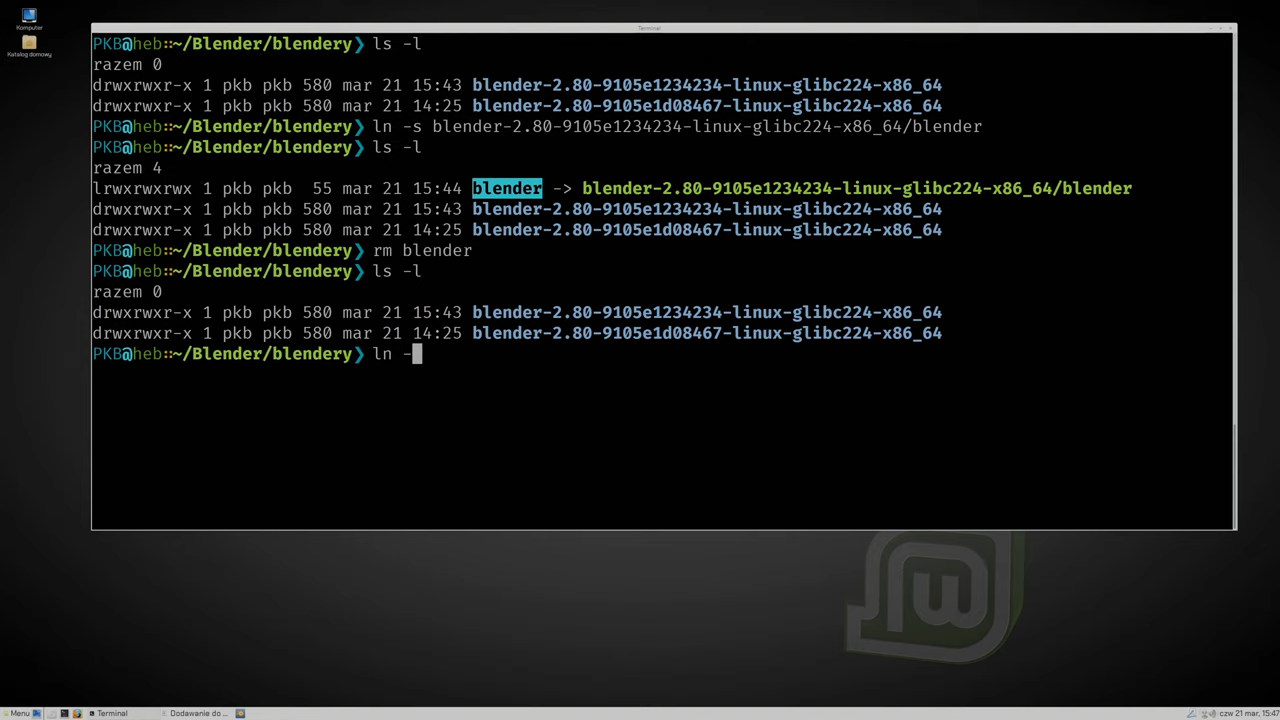 Komputer
Katalog domowy
Terminal
PKB@heb::~/Blender/blendery❯ ls -l
razem 0
drwxrwxr-x 1 pkb pkb 580 mar 21 15:43 blender-2.80-9105e1234234-linux-glibc224-x86_64
drwxrwxr-x 1 pkb pkb 580 mar 21 14:25 blender-2.80-9105e1d08467-linux-glibc224-x86_64
PKB@heb::~/Blender/blendery❯ ln -s blender-2.80-9105e1234234-linux-glibc224-x86_64/blender
PKB@heb::~/Blender/blendery❯ ls -l
razem 4
lrwxrwxrwx 1 pkb pkb  55 mar 21 15:44 blender -> blender-2.80-9105e1234234-linux-glibc224-x86_64/blender
drwxrwxr-x 1 pkb pkb 580 mar 21 15:43 blender-2.80-9105e1234234-linux-glibc224-x86_64
drwxrwxr-x 1 pkb pkb 580 mar 21 14:25 blender-2.80-9105e1d08467-linux-glibc224-x86_64
PKB@heb::~/Blender/blendery❯ rm blender
PKB@heb::~/Blender/blendery❯ ls -l
razem 0
drwxrwxr-x 1 pkb pkb 580 mar 21 15:43 blender-2.80-9105e1234234-linux-glibc224-x86_64
drwxrwxr-x 1 pkb pkb 580 mar 21 14:25 blender-2.80-9105e1d08467-linux-glibc224-x86_64
PKB@heb::~/Blender/blendery❯ ln -
Menu
Terminal
Dodawanie do ...
czw 21 mar, 15:47